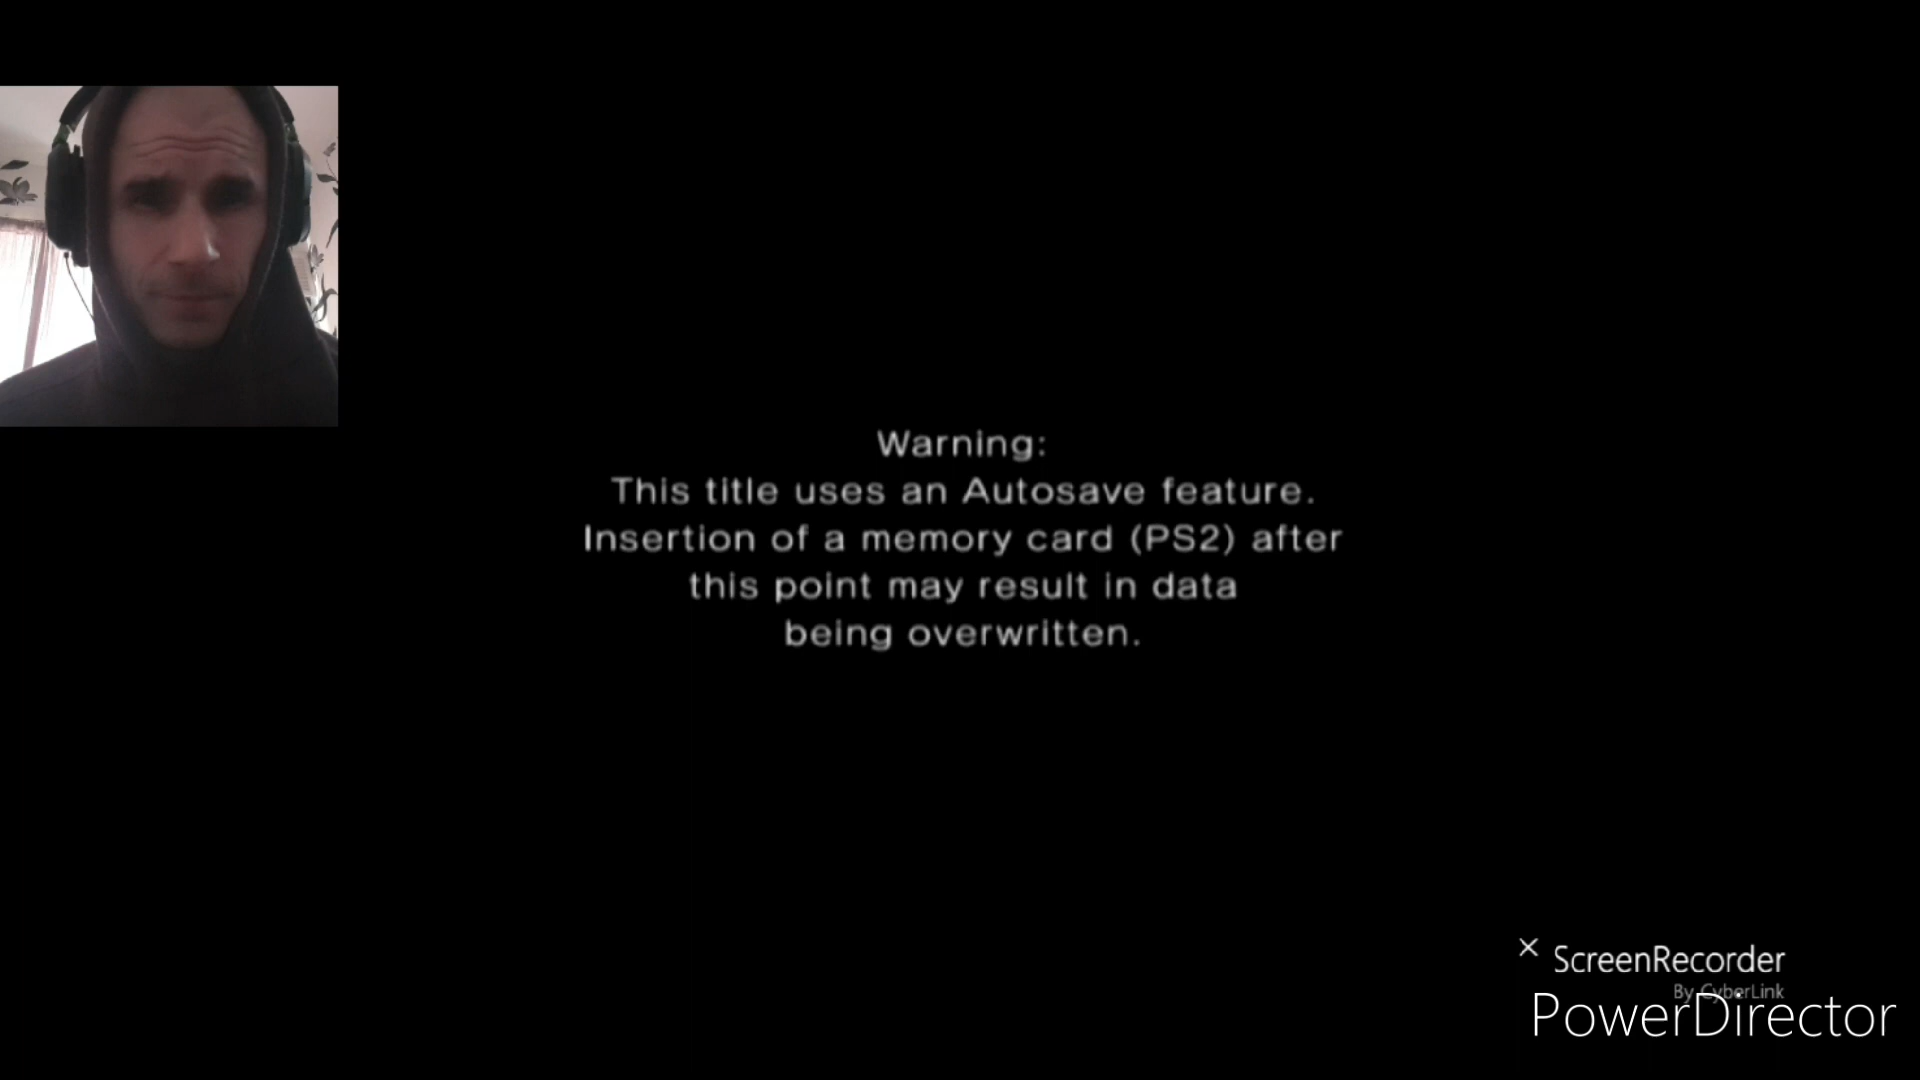 Warning:
This title uses an Autosave feature.
Insertion of a memory card (PS2) after
this point may result in data
being overwritten.
ScreenRecorder
By CyberLink
PowerDirector